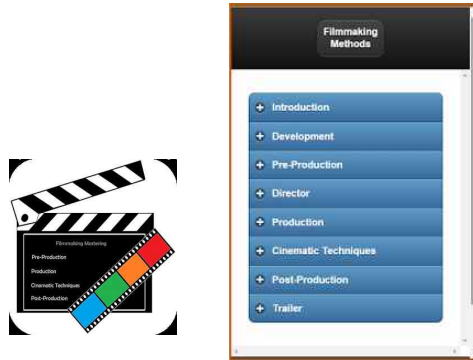 Filmmaking Mastering
Pre-Production
Production
Cinematic Techniques
Post-Production
Filmmaking
Methods
Introduction
Development
Pre-Production
Director
Production
Cinematic Techniques
Post-Production
Trailer